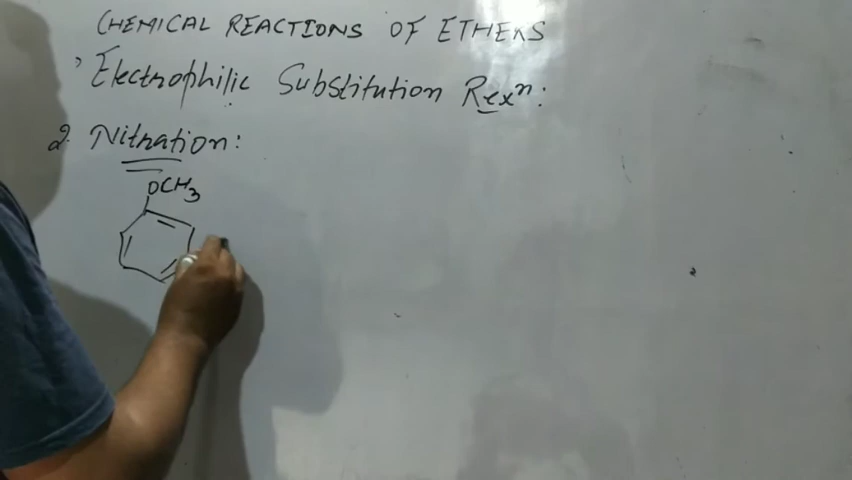 CHEMICAL REACTIONS OF ETHERS
Electrophilic Substitution Rexⁿ:
2. Nitration:
OCH₃